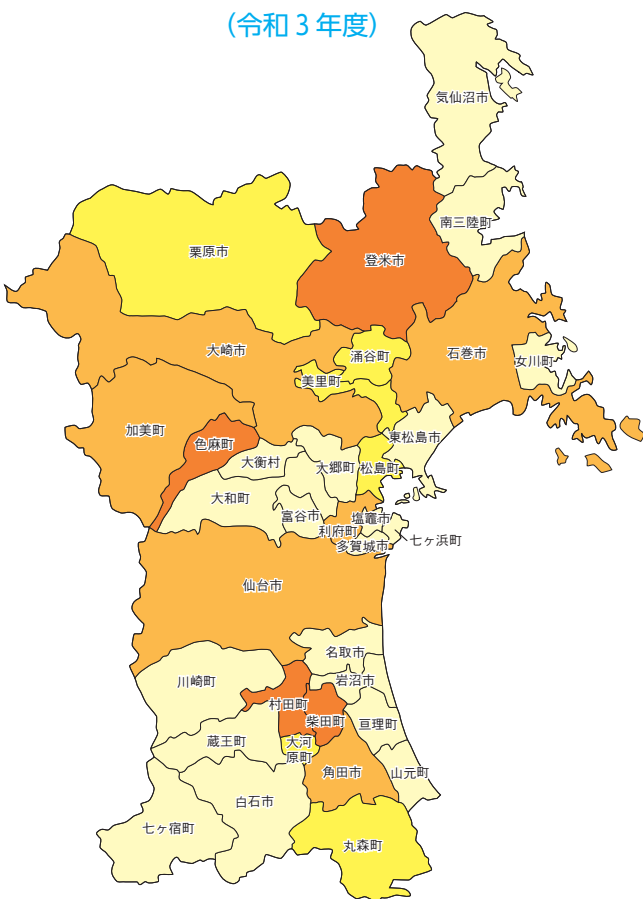 (令和3年度)
気仙沼市
南三陸町
栗原市
登米市
大崎市
涌谷町
石巻市
女川町
美里町
加美町
色麻町
東松島市
大衡村
大郷町
松島町
大和町
富谷市
塩竈市
利府町
多賀城市
七ヶ浜町
仙台市
名取市
川崎町
岩沼市
村田町
柴田町
亘理町
蔵王町
大河
原町
角田市
山元町
白石市
七ヶ宿町
丸森町